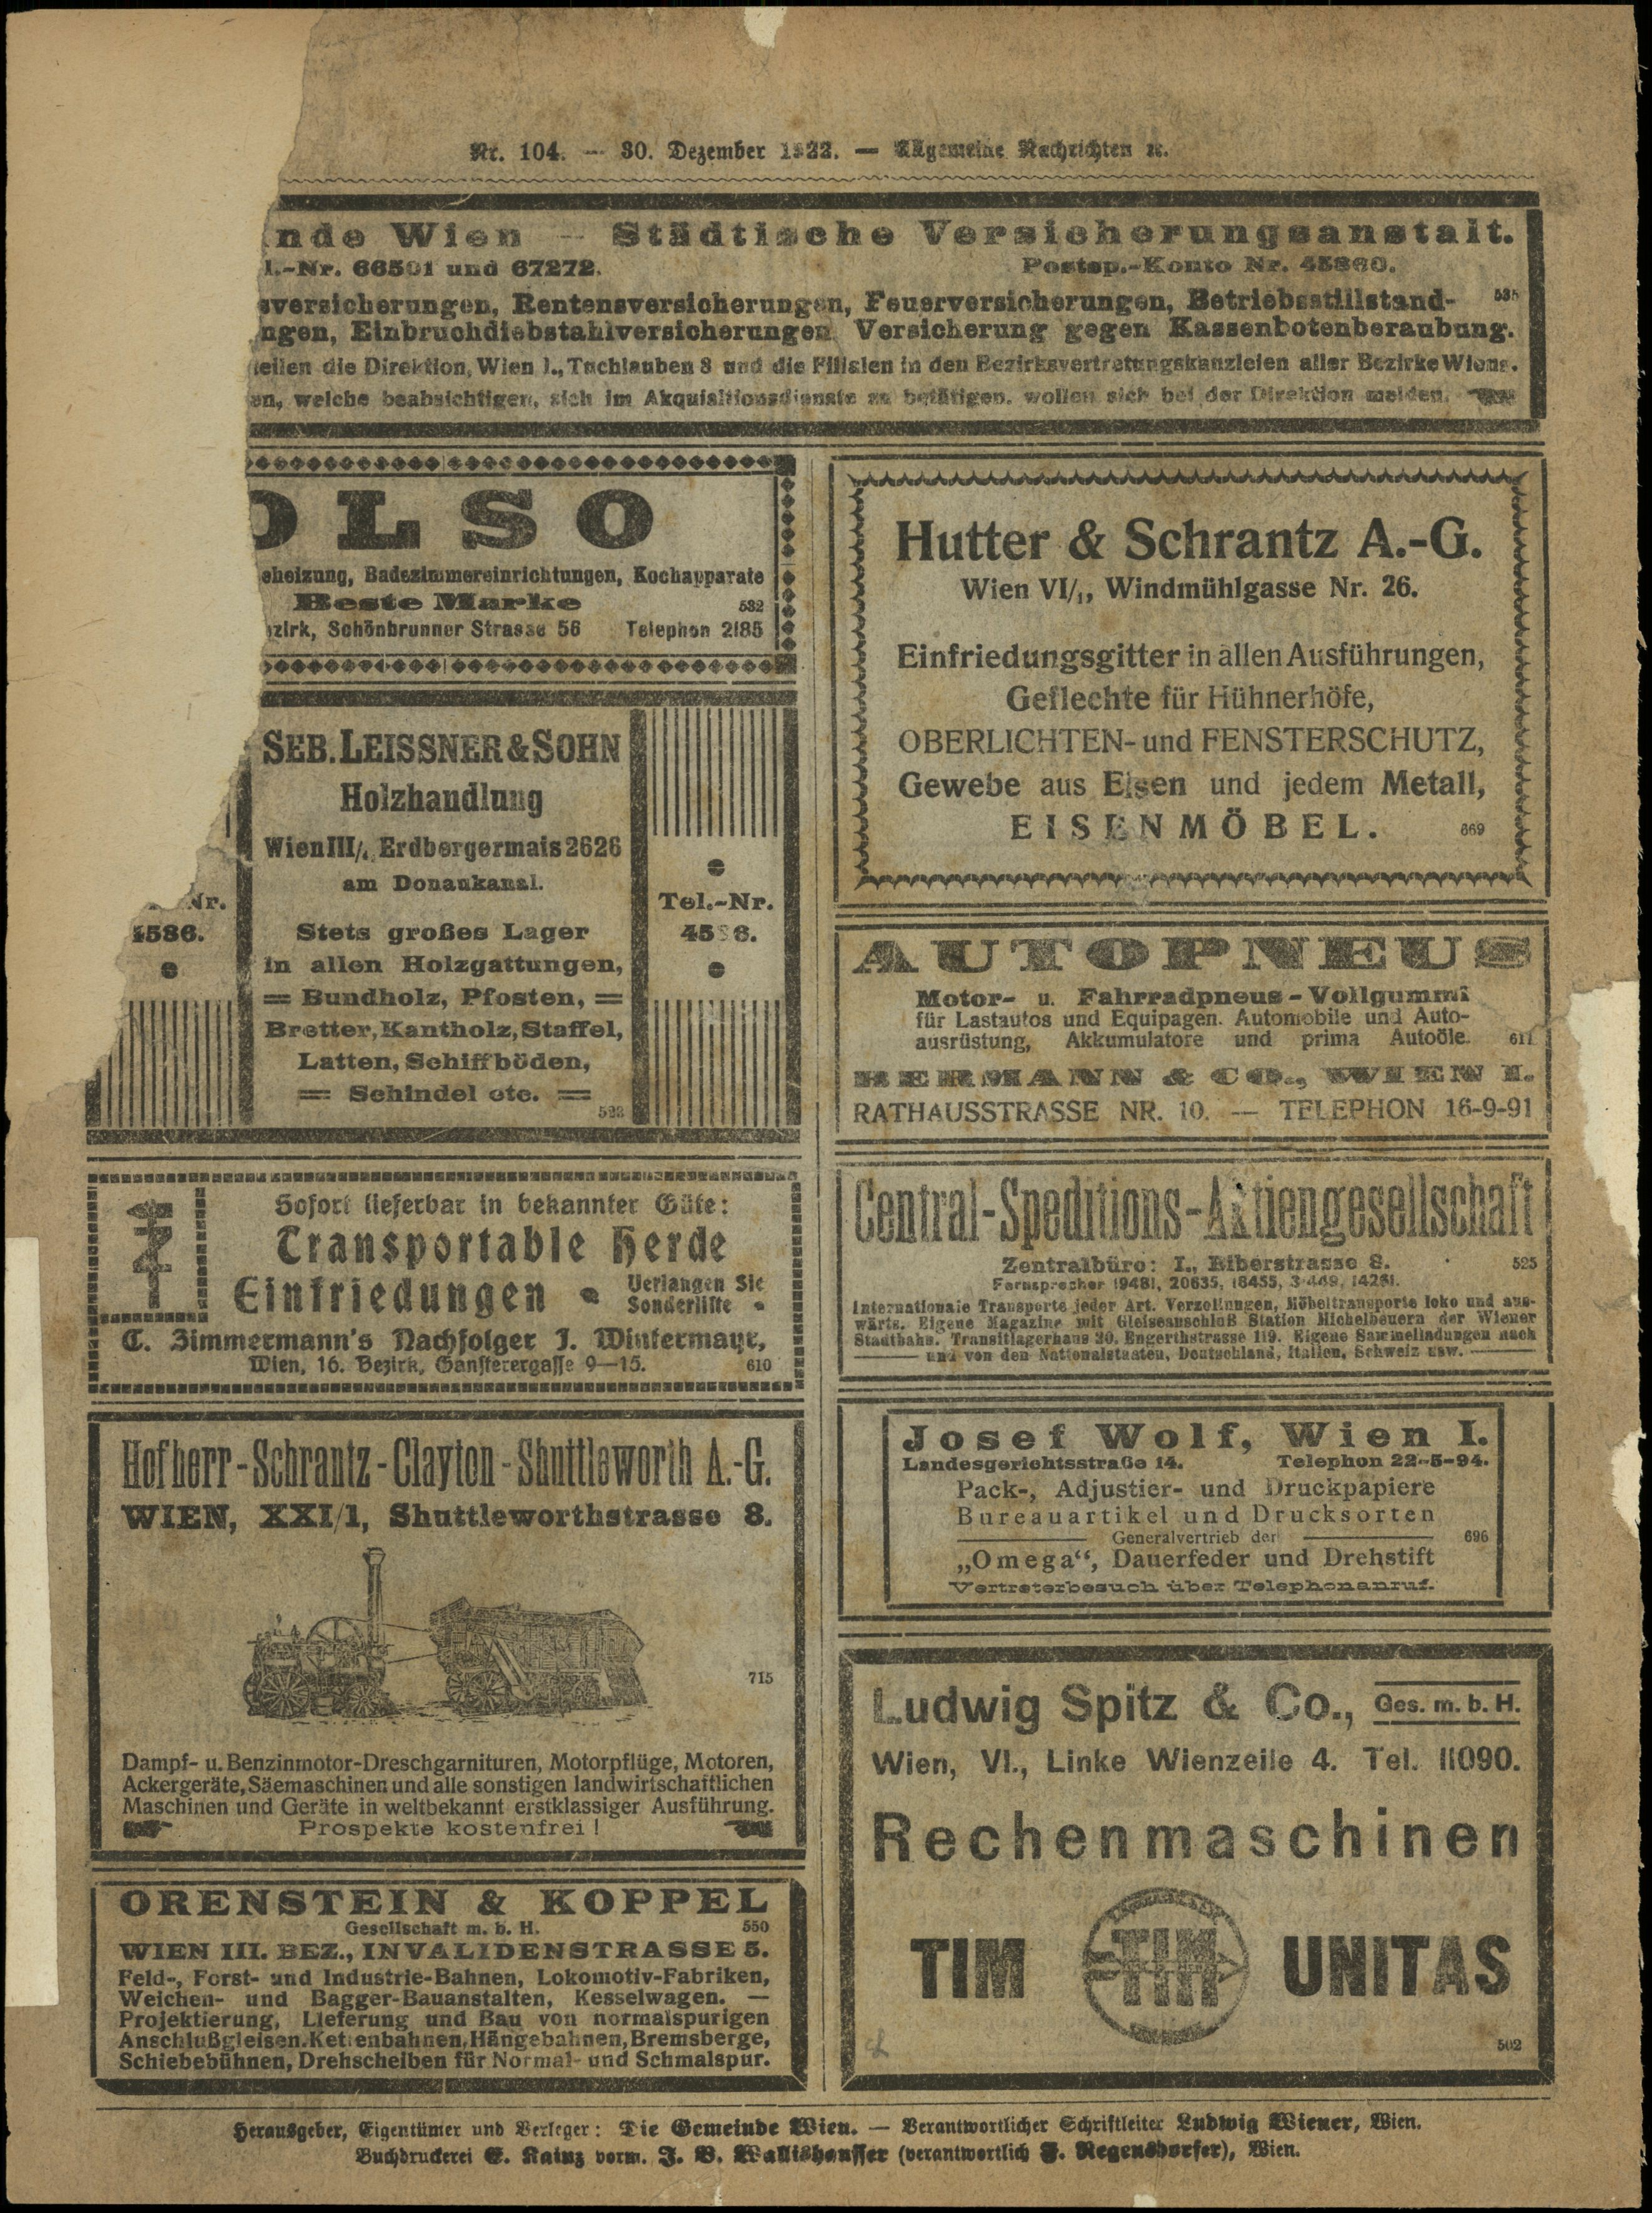 Nr. 104. — 30. Dezember 1922. — Allgemeine Nachrichten ec.
nde Wien — Städtische Versicherungsanstalt.
l.-Nr. 66501 und 67272. Postsp.-Konto Nr.
sversicherungen, Rentensversicherungen, Feuerversicherungen, Betriebsstillstand- 535
ngen, Einbruchdiebstahlversicherungen, Versicherung gegen Kassenbotenberaubung.
teilen die Direktion, Wien I., Tuchlauben 8 und die Filialen in den Bezirksvertretungskanzleien aller Bezirke Wiens.
en, welche beabsichtigen, sich im Akquisitionsdienste zu betätigen, wollen sich bei der Direktion melden.
OLSO
eheizung, Badezimmereinrichtungen, Kochapparate
Beste Marke 532
ezirk, Schönbrunner Strasse 56 Telephon 2185
SEB. LEISSNER & SOHN
Holzhandlung
Wien III/4, Erdbergermais 2626
am Donaukanal.
Stets großes Lager
in allen Holzgattungen,
= Bundholz, Pfosten, =
Bretter, Kantholz, Staffel,
Latten, Schiffböden,
= Schindel etc. =
523
Nr.
4586.
Tel.-Nr.
4586.
Sofort lieferbar in bekannter Güte:
Transportable Herde
Einfriedungen • Verlangen Sie
Sonderliste •
C. Zimmermann's Nachfolger J. Wintermayr,
Wien, 16. Bezirk, Gansterergasse 9—15. 610
Hofherr-Schrantz-Clayton-Shuttleworth A.-G.
WIEN, XXI/1, Shuttleworthstrasse 8.
715
Dampf- u. Benzinmotor-Dreschgarnituren, Motorpflüge, Motoren,
Ackergeräte, Säemaschinen und alle sonstigen landwirtschaftlichen
Maschinen und Geräte in weltbekannt erstklassiger Ausführung.
Prospekte kostenfrei!
ORENSTEIN & KOPPEL
Gesellschaft m. b. H. 550
WIEN III. BEZ., INVALIDENSTRASSE 5.
Feld-, Forst- und Industrie-Bahnen, Lokomotiv-Fabriken,
Weichen- und Bagger-Bauanstalten, Kesselwagen. —
Projektierung, Lieferung und Bau von normalspurigen
Anschlußgleisen. Kettenbahnen, Hängebahnen, Bremsberge,
Schiebebühnen, Drehscheiben für Normal- und Schmalspur.
Hutter & Schrantz A.-G.
Wien VI/1, Windmühlgasse Nr. 26.
Einfriedungsgitter in allen Ausführungen,
Geflechte für Hühnerhöfe,
OBERLICHTEN- und FENSTERSCHUTZ,
Gewebe aus Eisen und jedem Metall,
EISENMÖBEL. 669
AUTOPNEUS
Motor- u. Fahrradpneus - Vollgummi
für Lastautos und Equipagen. Automobile und Auto-
ausrüstung, Akkumulatore und prima Autoöle. 611
BERMANN & CO., WIEN I.
RATHAUSSTRASSE NR. 10. — TELEPHON 16-9-91
Central-Speditions-Aktiengesellschaft
Zentralbüro: I., Biberstrasse 8. 525
Fernsprecher 19481, 20635, 18455, 14281.
Internationale Transporte jeder Art. Verzollungen, Möbeltransporte loko und aus-
wärts. Eigene Magazine mit Gleiseanschluß Station Michelbeuern der Wiener
Stadtbahn. Transitlagerhaus 20. Engerthstrasse 119. Eigene Sammelladungen nach
und von den Nationalstaaten, Deutschland, Italien, Schweiz usw.
Josef Wolf, Wien I.
Landesgerichtsstraße 14. Telephon 22-5-94.
Pack-, Adjustier- und Druckpapiere
Bureauartikel und Drucksorten
Generalvertrieb der 696
„Omega“, Dauerfeder und Drehstift
Vertreterbesuch über Telephonanruf.
Ludwig Spitz & Co., Ges. m. b. H.
Wien, VI., Linke Wienzeile 4. Tel. 11090.
Rechenmaschinen
TIM TIM UNITAS
502
Herausgeber, Eigentümer und Verleger: Die Gemeinde Wien. — Verantwortlicher Schriftleiter Ludwig Wiener, Wien.
Buchdruckerei E. Kainz vorm. J. B. Wallishausser (verantwortlich J. Regensdorfer), Wien.